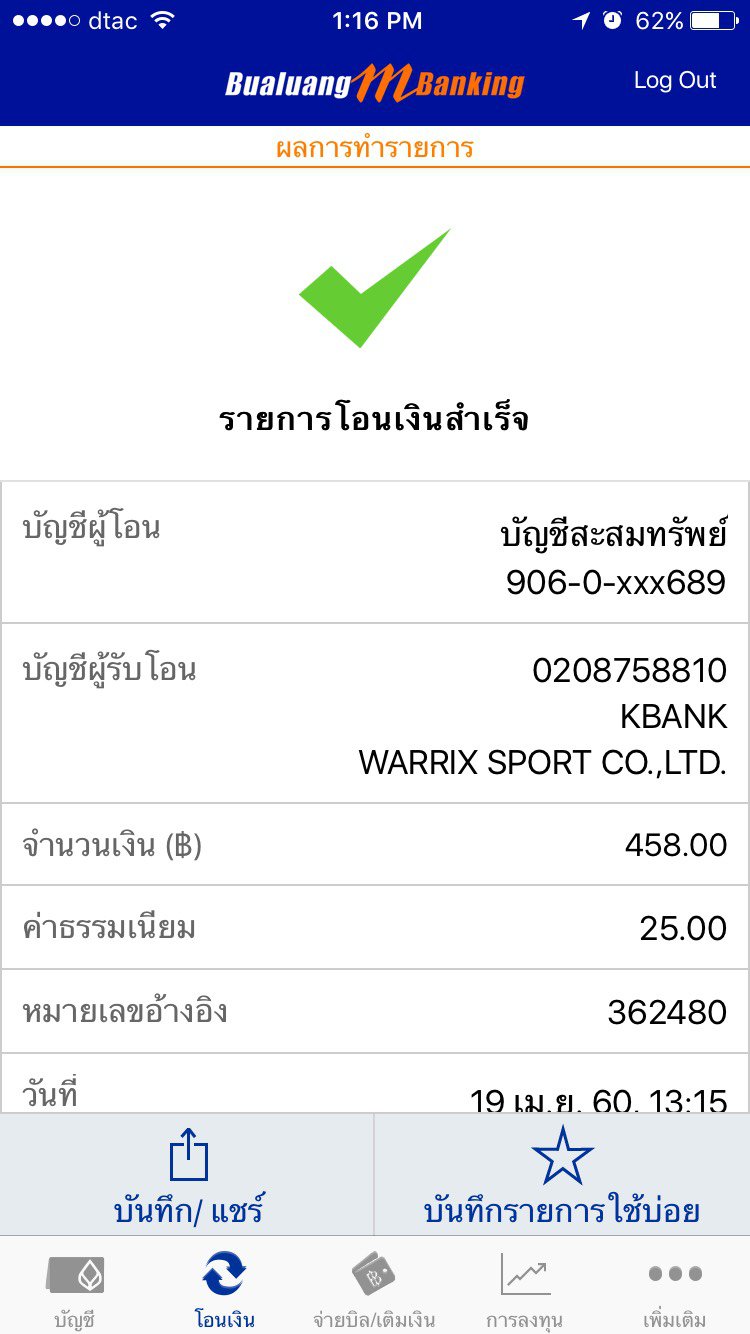 dtac 1:16 PM 62%
Bualuang mBanking Log Out
ผลการทำรายการ
รายการโอนเงินสำเร็จ
บัญชีผู้โอน บัญชีสะสมทรัพย์
906-0-xxx689
บัญชีผู้รับโอน 0208758810
KBANK
WARRIX SPORT CO.,LTD.
จำนวนเงิน (฿) 458.00
ค่าธรรมเนียม 25.00
หมายเลขอ้างอิง 362480
วันที่ 19 เม.ย. 60, 13:15
บันทึก/ แชร์ บันทึกรายการใช้บ่อย
บัญชี โอนเงิน จ่ายบิล/เติมเงิน การลงทุน เพิ่มเติม